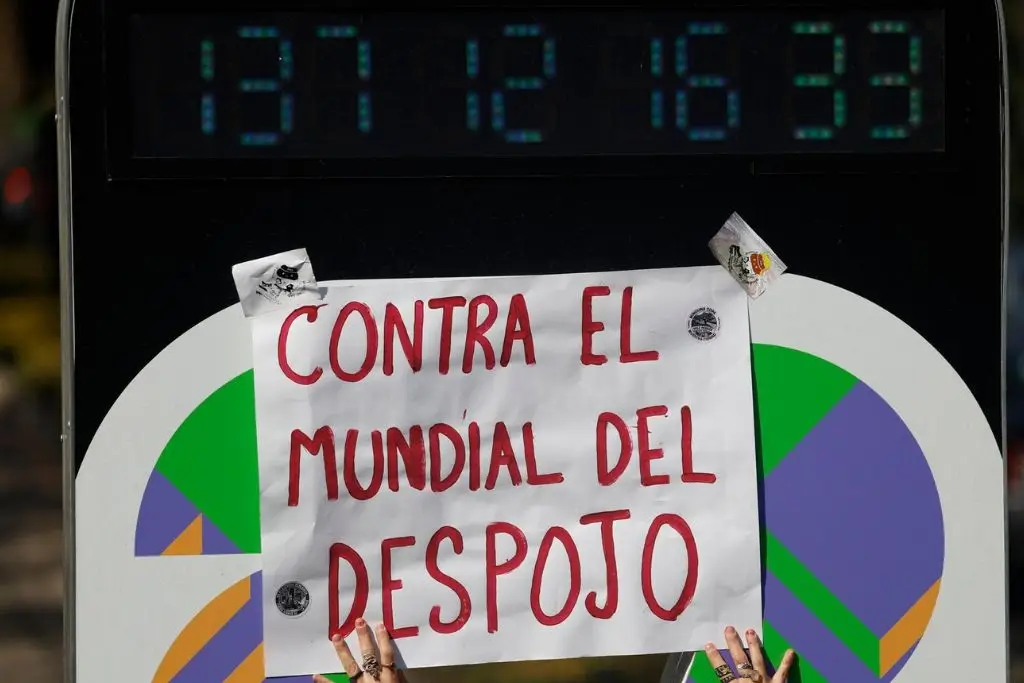 137 12 16 33
CONTRA EL
MUNDIAL DEL
DESPOJO